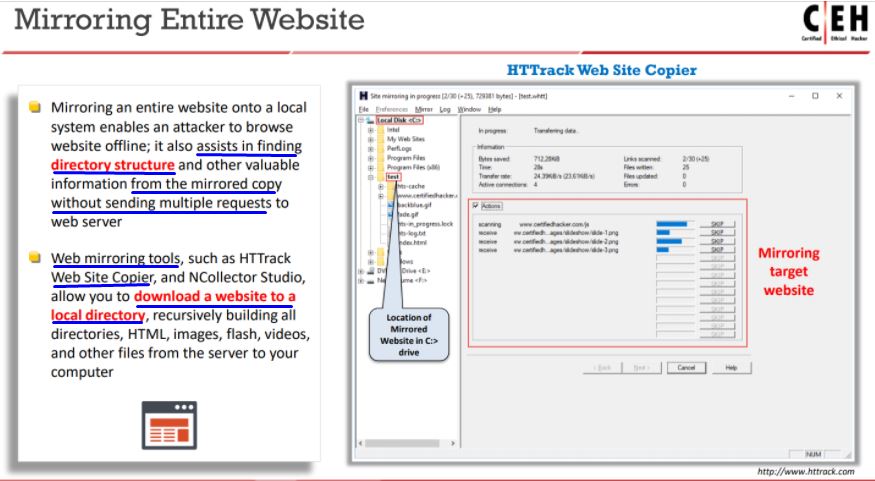 Mirroring Entire Website
CEH
Certified Ethical Hacker
Mirroring an entire website onto a local
system enables an attacker to browse
website offline; it also assists in finding
directory structure and other valuable
information from the mirrored copy
without sending multiple requests to
web server
Web mirroring tools, such as HTTrack
Web Site Copier, and NCollector Studio,
allow you to download a website to a
local directory, recursively building all
directories, HTML, images, flash, videos,
and other files from the server to your
computer
HTTrack Web Site Copier
Site mirroring in progress [2/30 (+25), 729381 bytes] - [test.whtt]
File Preferences Mirror Log Window Help
Local Disk <C:>
Intel
My Web Sites
PerfLogs
Program Files
Program Files (x86)
test
hts-cache
www.certifiedhacker.c
backblue.gif
fade.gif
hts-in_progress.lock
hts-log.txt
index.html
Drive <E:>
<F:>
Location of
Mirrored
Website in C:>
drive
In progress: Transferring data..
Information
Bytes saved: 712,28KiB Links scanned: 2/30 (+25)
Time: 28s Files written: 25
Transfer rate: 24,39KiB/s (23,61KiB/s) Files updated: 0
Active connections: 4 Errors: 0
Actions
scanning www.certifiedhacker.com/js SKIP
receive ww.certifiedh...ages/slideshow/slide-1.png SKIP
receive ww.certifiedh...ages/slideshow/slide-2.png SKIP
receive ww.certifiedh...ages/slideshow/slide-3.png SKIP
SKIP
SKIP
SKIP
SKIP
SKIP
SKIP
SKIP
SKIP
SKIP
SKIP
< Back Next > Cancel Help
NUM
Mirroring
target
website
http://www.httrack.com